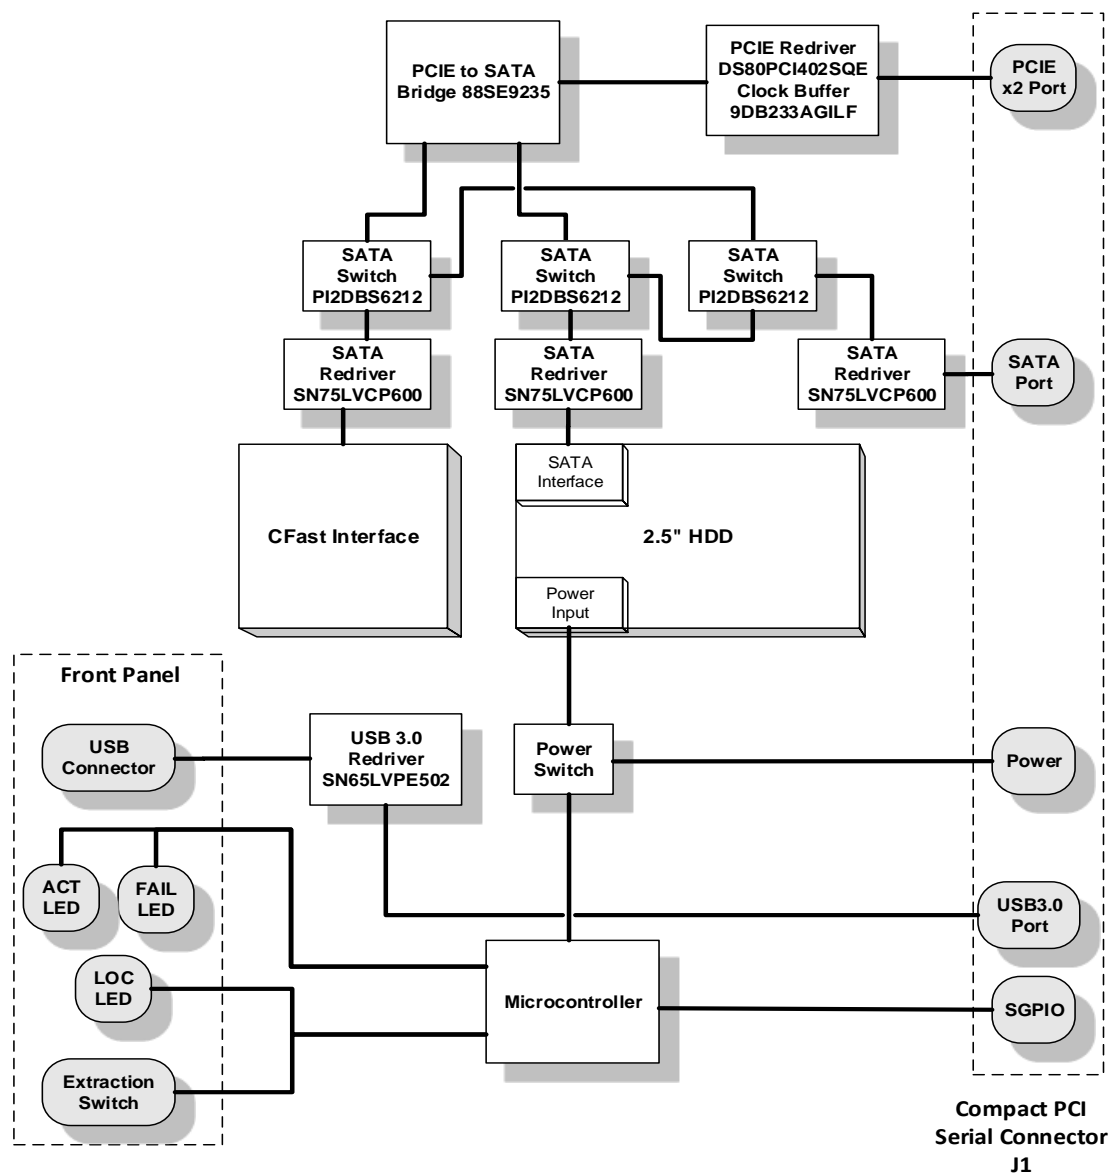 PCIE to SATA
Bridge 88SE9235
PCIE Redriver
DS80PCI402SQE
Clock Buffer
9DB233AGILF
PCIE
x2 Port
SATA
Switch
PI2DBS6212
SATA
Switch
PI2DBS6212
SATA
Switch
PI2DBS6212
SATA
Redriver
SN75LVCP600
SATA
Redriver
SN75LVCP600
SATA
Redriver
SN75LVCP600
SATA
Port
CFast Interface
SATA
Interface
2.5" HDD
Power
Input
Front Panel
USB
Connector
USB 3.0
Redriver
SN65LVPE502
Power
Switch
Power
ACT
LED
FAIL
LED
USB3.0
Port
LOC
LED
Microcontroller
SGPIO
Extraction
Switch
Compact PCI
Serial Connector
J1